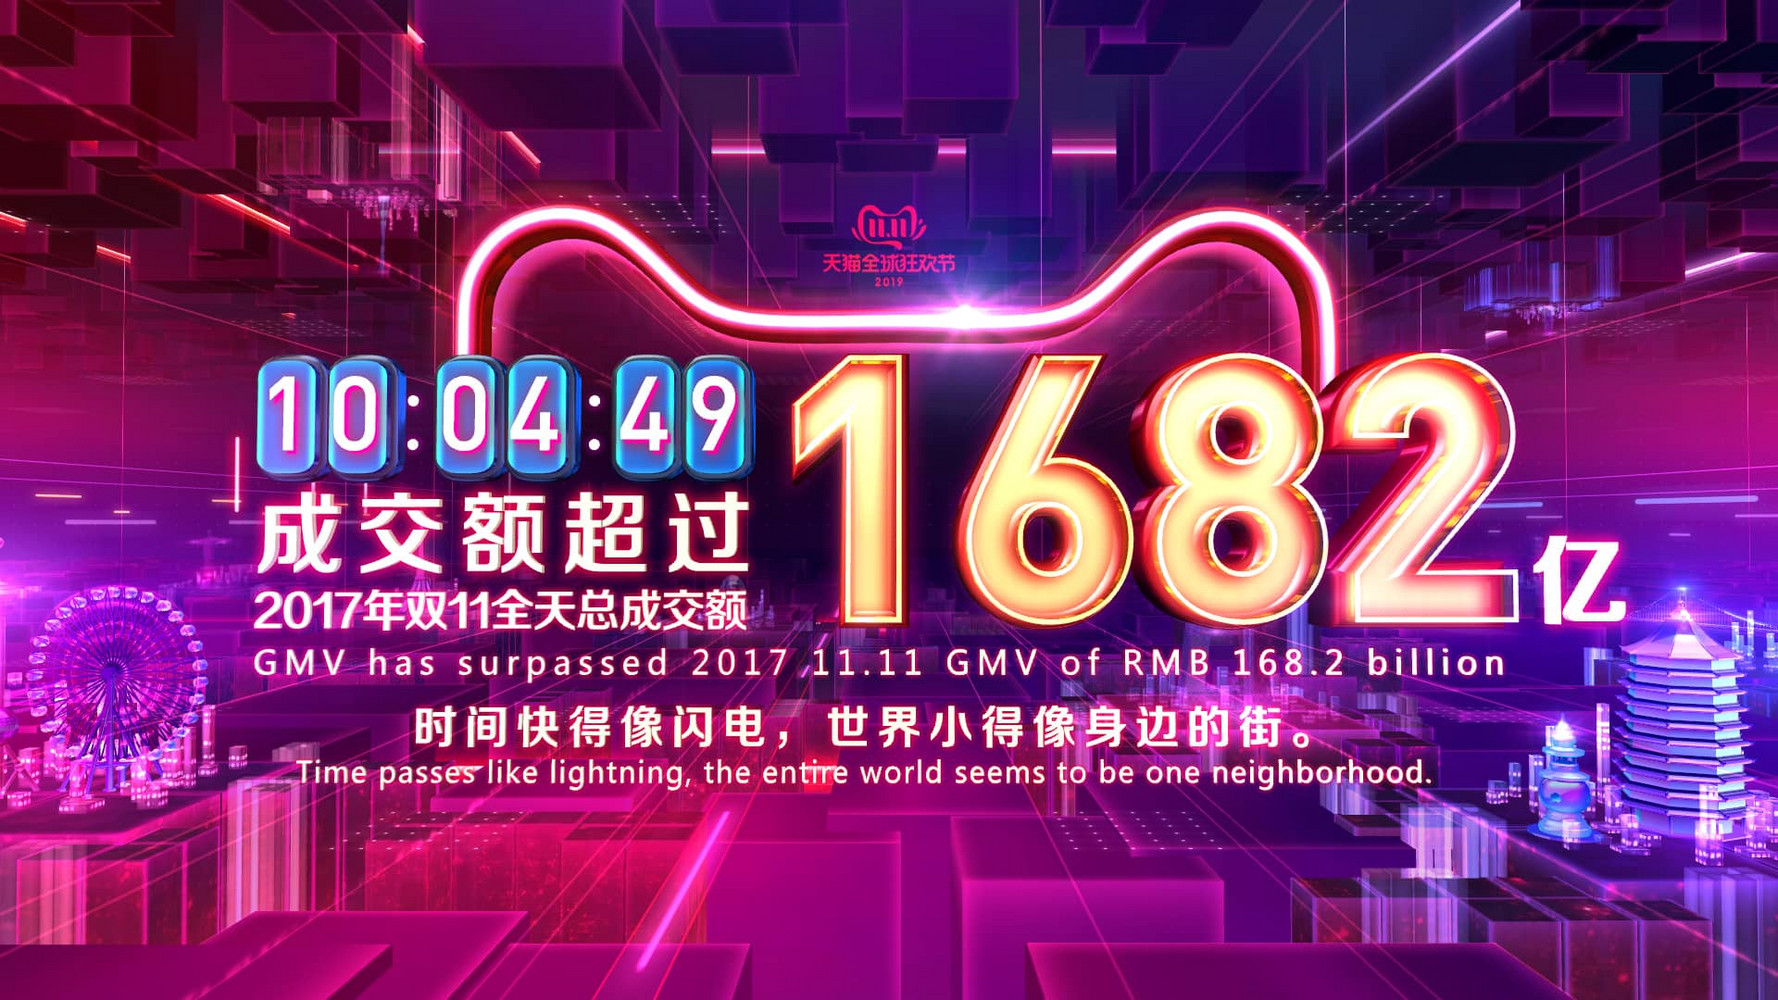 11.11
天猫全球狂欢节
2019
10:04:49
成交额超过
2017年双11全天总成交额
1682亿
GMV has surpassed 2017 11.11 GMV of RMB 168.2 billion
时间快得像闪电，世界小得像身边的街。
Time passes like lightning, the entire world seems to be one neighborhood.